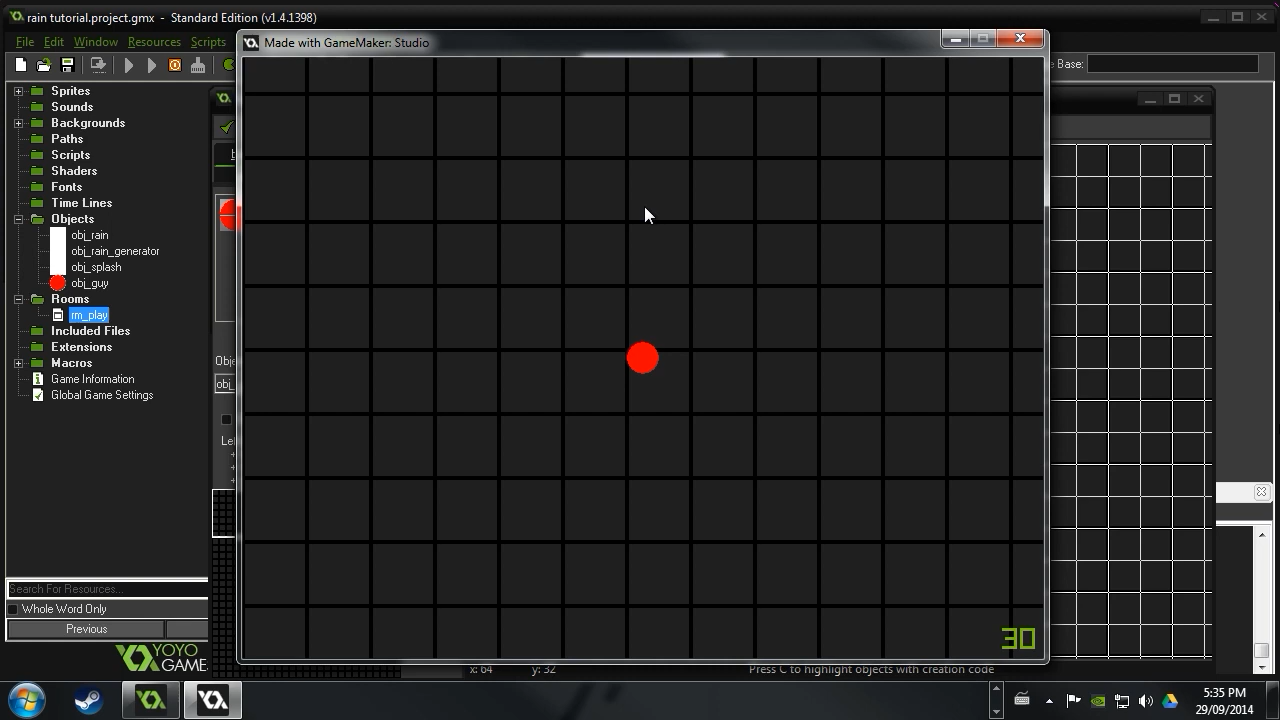 rain tutorial.project.gmx - Standard Edition (v1.4.1398)
File Edit Window Resources Scripts
Made with GameMaker: Studio
Base:
Sprites
Sounds
Backgrounds
Paths
Scripts
Shaders
Fonts
Time Lines
Objects
obj_rain
obj_rain_generator
obj_splash
obj_guy
Rooms
rm_play
Included Files
Extensions
Macros
Game Information
Global Game Settings
Search For Resources...
Whole Word Only
Previous
YOYO
GAME
30
x: 64 y: 32 Press C to highlight objects with creation code
5:35 PM
29/09/2014